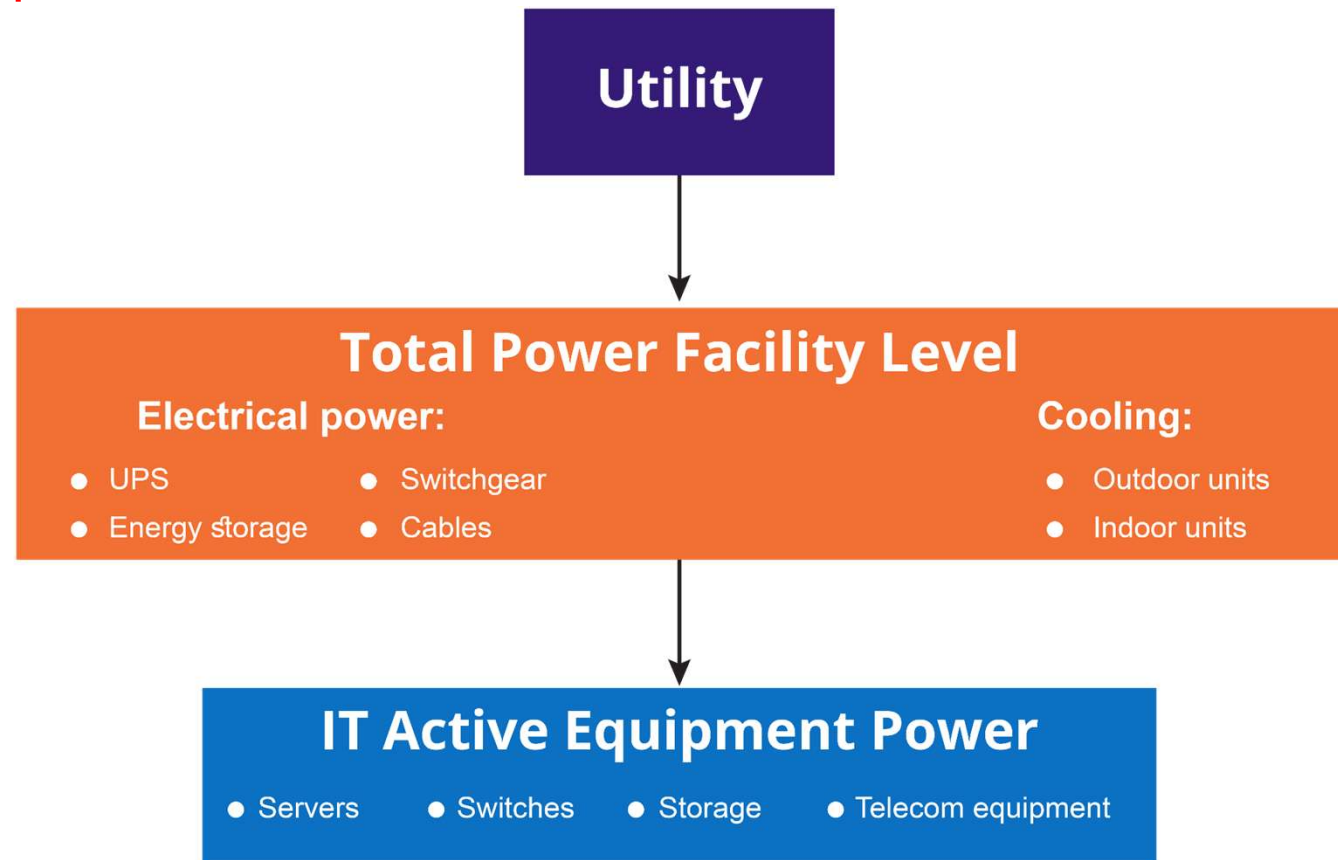 Utility
Total Power Facility Level
Electrical power:
Cooling:
UPS
Switchgear
Outdoor units
Energy storage
Cables
Indoor units
IT Active Equipment Power
Servers
Switches
Storage
Telecom equipment